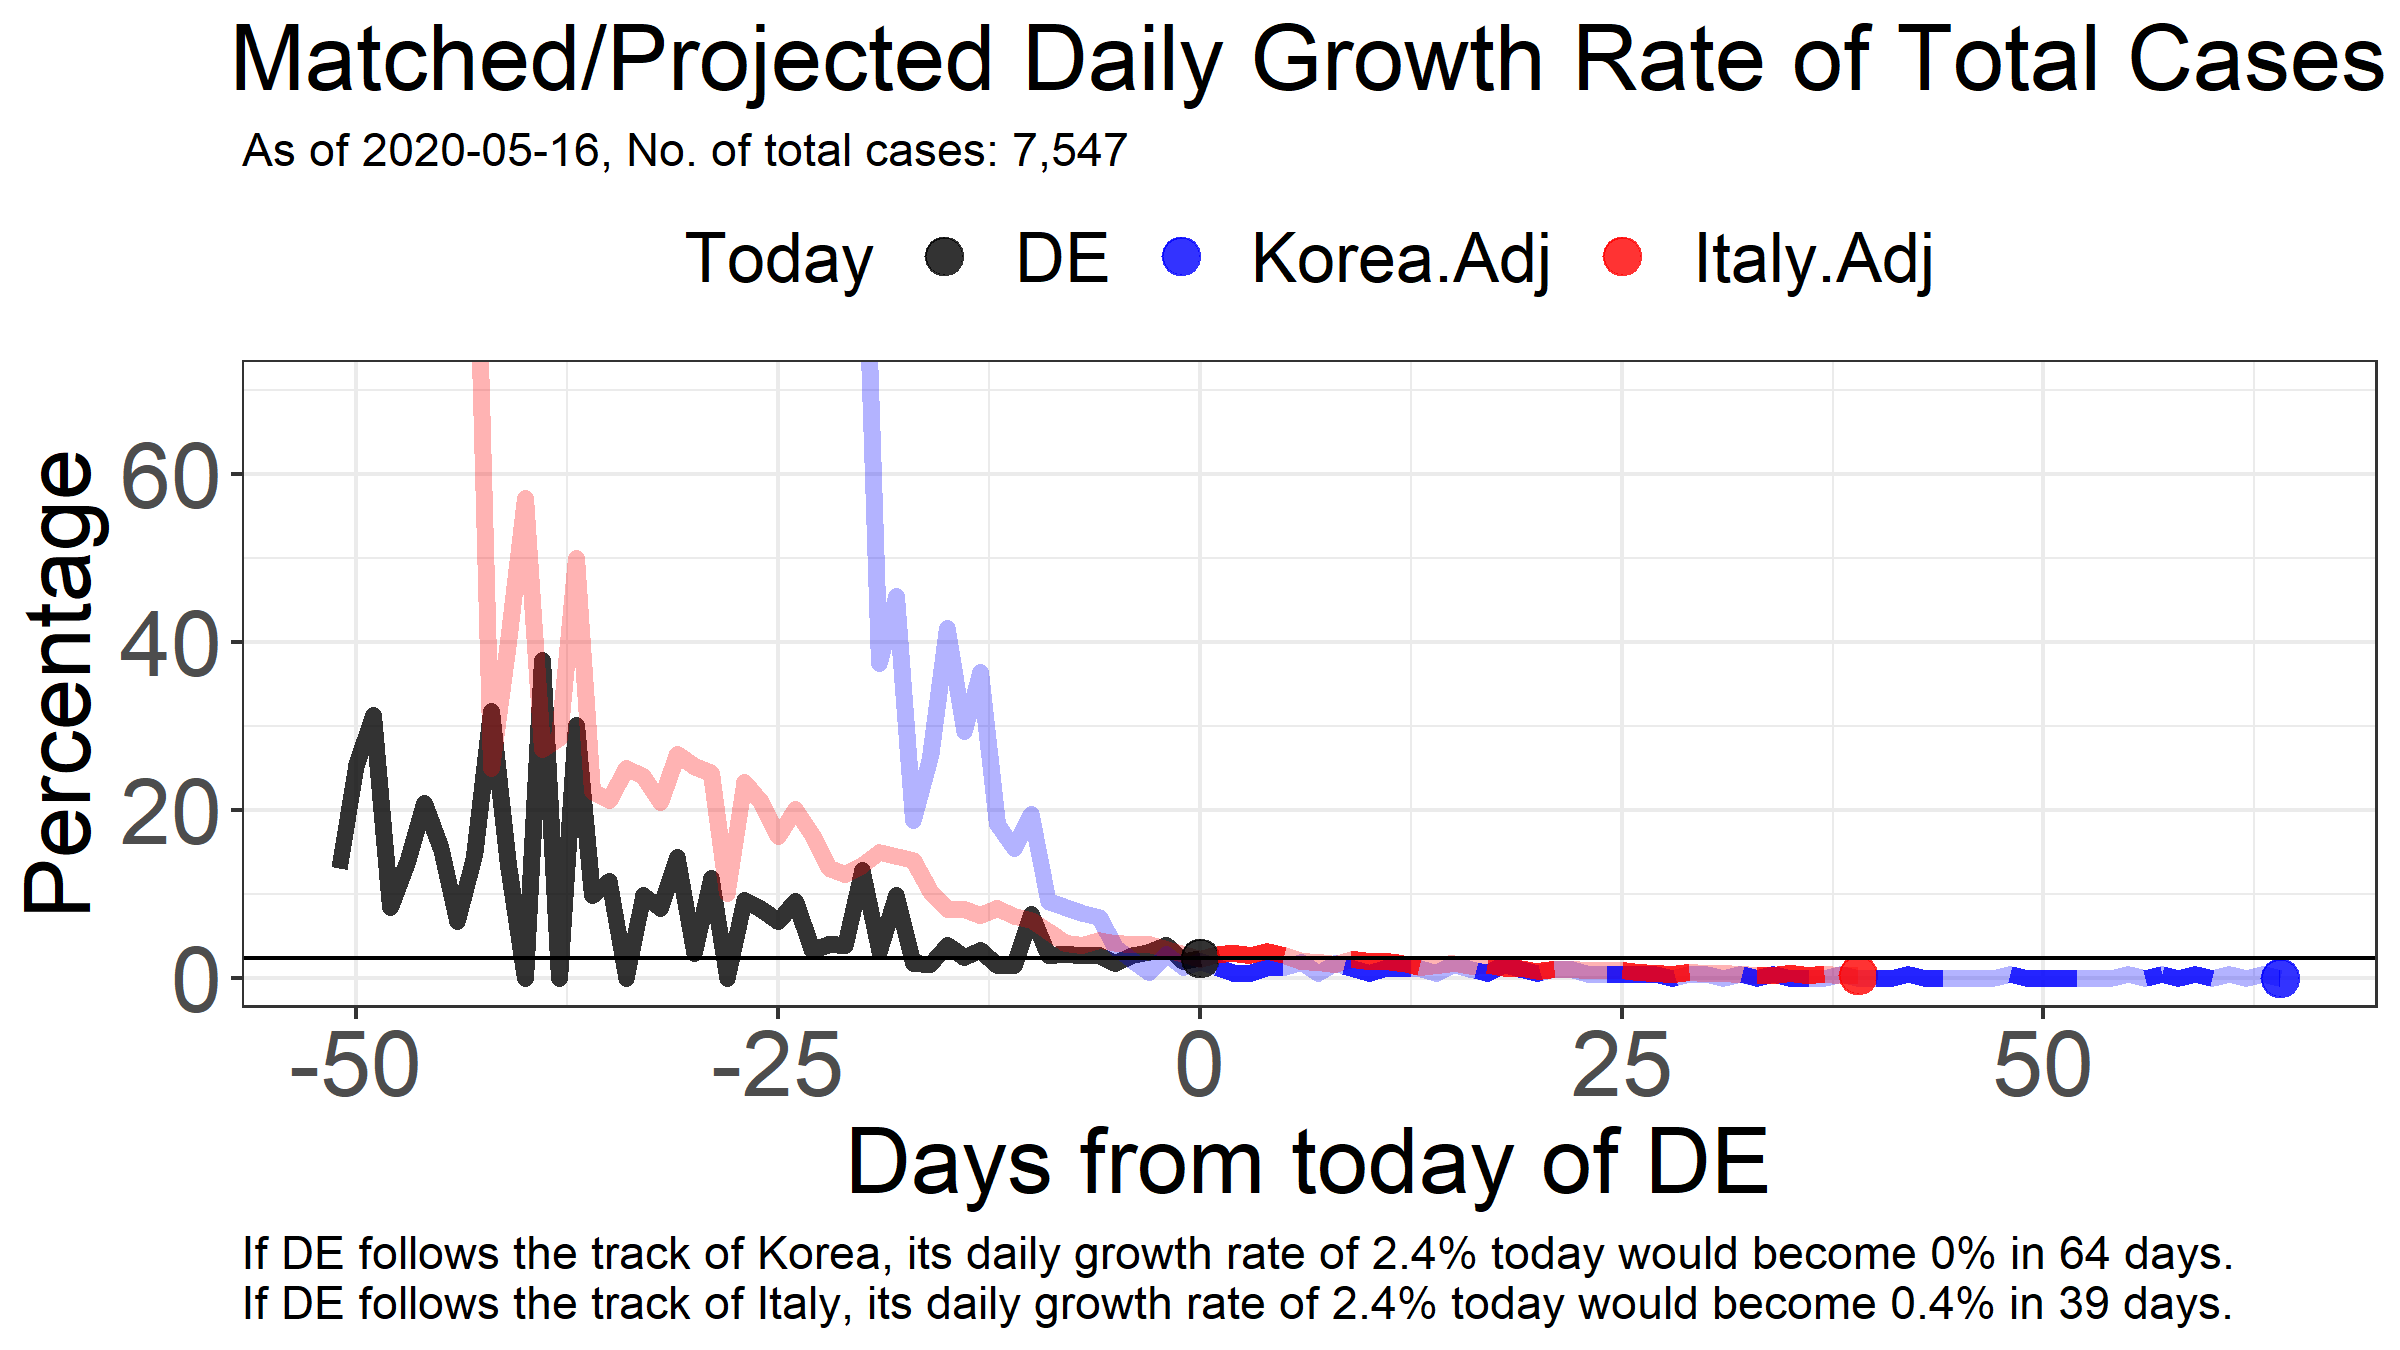 Matched/Projected Daily Growth Rate of Total Cases
As of 2020-05-16, No. of total cases: 7,547
Today DE Korea.Adj Italy.Adj
Percentage
60
40
20
0
-50 -25 0 25 50
Days from today of DE
If DE follows the track of Korea, its daily growth rate of 2.4% today would become 0% in 64 days.
If DE follows the track of Italy, its daily growth rate of 2.4% today would become 0.4% in 39 days.